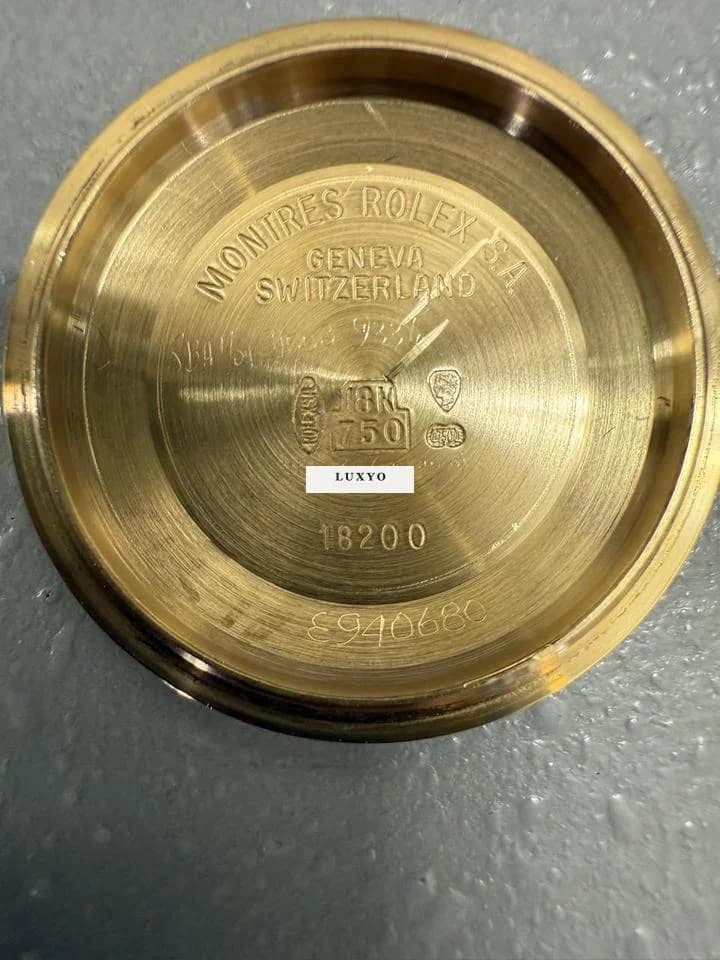 MONTRES ROLEX S.A.
GENEVA
SWITZERLAND
18K
750
LUXYO
18200
E940680